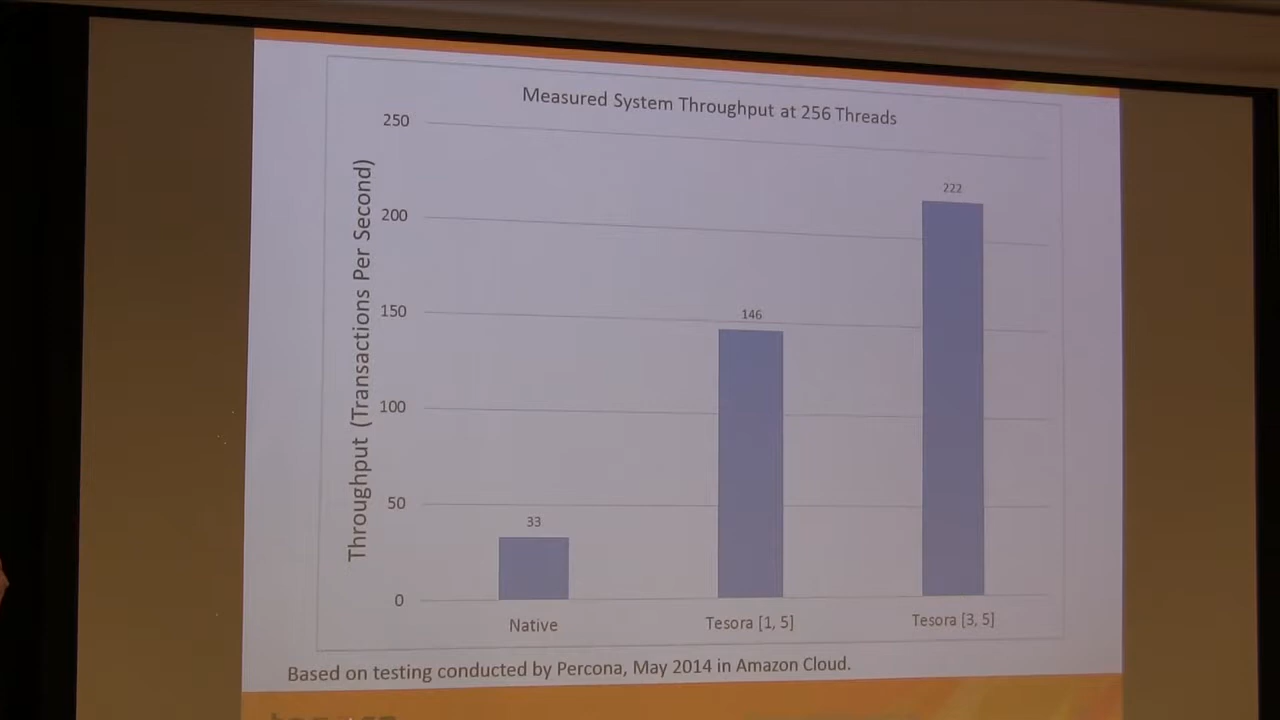 Measured System Throughput at 256 Threads
Throughput (Transactions Per Second)
250
200
150
100
50
0
33
146
222
Native
Tesora [1, 5]
Tesora [3, 5]
Based on testing conducted by Percona, May 2014 in Amazon Cloud.